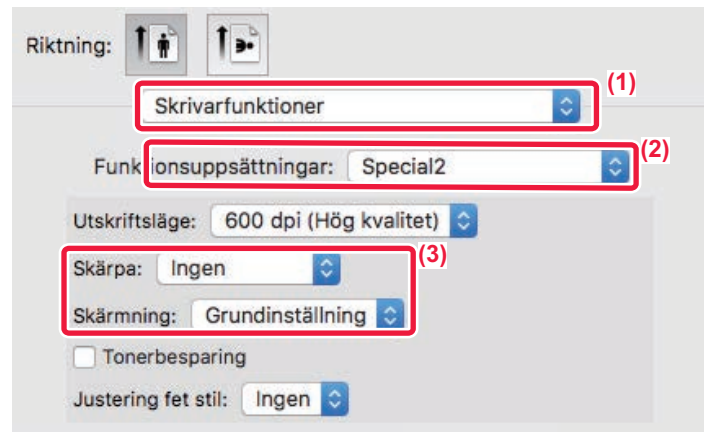 Riktning:
(1)
Skrivarfunktioner
(2)
Funktionsuppsättningar: Special2
Utskriftsläge: 600 dpi (Hög kvalitet)
(3)
Skärpa: Ingen
Skärmning: Grundinställning
Tonerbesparing
Justering fet stil: Ingen